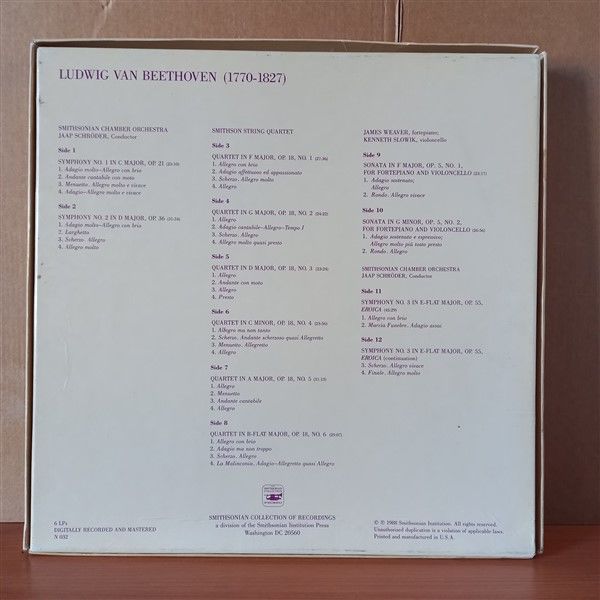 LUDWIG VAN BEETHOVEN (1770-1827)
SMITHSONIAN CHAMBER ORCHESTRA
JAAP SCHRÖDER, Conductor
Side 1
SYMPHONY NO. 1 IN C MAJOR, OP. 21
1. Adagio molto–Allegro con brio
2. Andante cantabile con moto
3. Menuetto. Allegro molto e vivace
4. Adagio–Allegro molto e vivace
Side 2
SYMPHONY NO. 2 IN D MAJOR, OP. 36
1. Adagio molto–Allegro con brio
2. Larghetto
3. Scherzo. Allegro
4. Allegro molto
SMITHSON STRING QUARTET
Side 3
QUARTET IN F MAJOR, OP. 18, NO. 1
1. Allegro con brio
2. Adagio affettuoso ed appassionato
3. Scherzo. Allegro molto
4. Allegro
Side 4
QUARTET IN G MAJOR, OP. 18, NO. 2
1. Allegro
2. Adagio cantabile–Allegro–Tempo I
3. Scherzo. Allegro
4. Allegro molto quasi presto
Side 5
QUARTET IN D MAJOR, OP. 18, NO. 3
1. Allegro
2. Andante con moto
3. Allegro
4. Presto
Side 6
QUARTET IN C MINOR, OP. 18, NO. 4
1. Allegro ma non tanto
2. Scherzo. Andante scherzoso quasi Allegretto
3. Menuetto. Allegretto
4. Allegro
Side 7
QUARTET IN A MAJOR, OP. 18, NO. 5
1. Allegro
2. Menuetto
3. Andante cantabile
4. Allegro
Side 8
QUARTET IN B-FLAT MAJOR, OP. 18, NO. 6
1. Allegro con brio
2. Adagio ma non troppo
3. Scherzo. Allegro
4. La Malinconia. Adagio–Allegretto quasi Allegro
JAMES WEAVER, fortepiano;
KENNETH SLOWIK, violoncello
Side 9
SONATA IN F MAJOR, OP. 5, NO. 1,
FOR FORTEPIANO AND VIOLONCELLO
1. Adagio sostenuto;
Allegro
2. Rondo. Allegro vivace
Side 10
SONATA IN G MINOR, OP. 5, NO. 2,
FOR FORTEPIANO AND VIOLONCELLO
1. Adagio sostenuto e espressivo;
Allegro molto più tosto presto
2. Rondo. Allegro
SMITHSONIAN CHAMBER ORCHESTRA
JAAP SCHRÖDER, Conductor
Side 11
SYMPHONY NO. 3 IN E-FLAT MAJOR, OP. 55,
EROICA
1. Allegro con brio
2. Marcia Funebre. Adagio assai
Side 12
SYMPHONY NO. 3 IN E-FLAT MAJOR, OP. 55,
EROICA (continuation)
3. Scherzo. Allegro vivace
4. Finale. Allegro molto
6 LPs
DIGITALLY RECORDED AND MASTERED
N 032
SMITHSONIAN COLLECTION OF RECORDINGS
a division of the Smithsonian Institution Press
Washington DC 20560
© ℗ 1988 Smithsonian Institution. All rights reserved.
Unauthorized duplication is a violation of applicable laws.
Printed and manufactured in U.S.A.